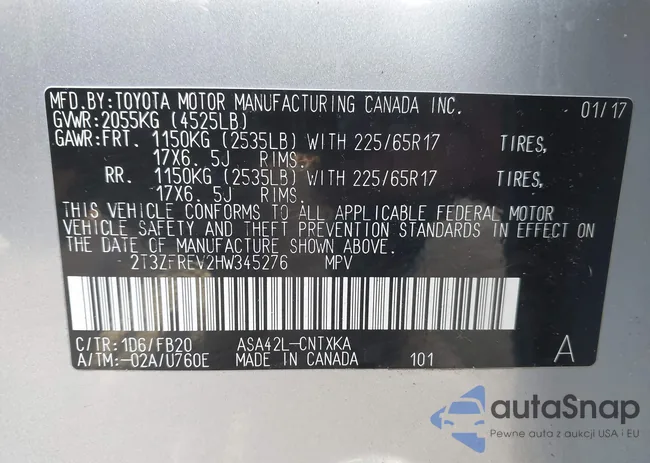 MFD.BY:TOYOTA MOTOR MANUFACTURING CANADA INC. 01/17
GVWR:2055KG (4525LB)
GAWR:FRT. 1150KG (2535LB) WITH 225/65R17 TIRES,
17X6. 5J RIMS.
RR. 1150KG (2535LB) WITH 225/65R17 TIRES,
17X6. 5J RIMS.
THIS VEHICLE CONFORMS TO ALL APPLICABLE FEDERAL MOTOR
VEHICLE SAFETY AND THEFT PREVENTION STANDARDS IN EFFECT ON
THE DATE OF MANUFACTURE SHOWN ABOVE.
2T3ZFREV2HW345276 MPV
C/TR:1D6/FB20 ASA42L-CNTXKA
A/TM:-02A/U760E MADE IN CANADA 101 A
autaSnap
Pewne auta z aukcji USA i EU